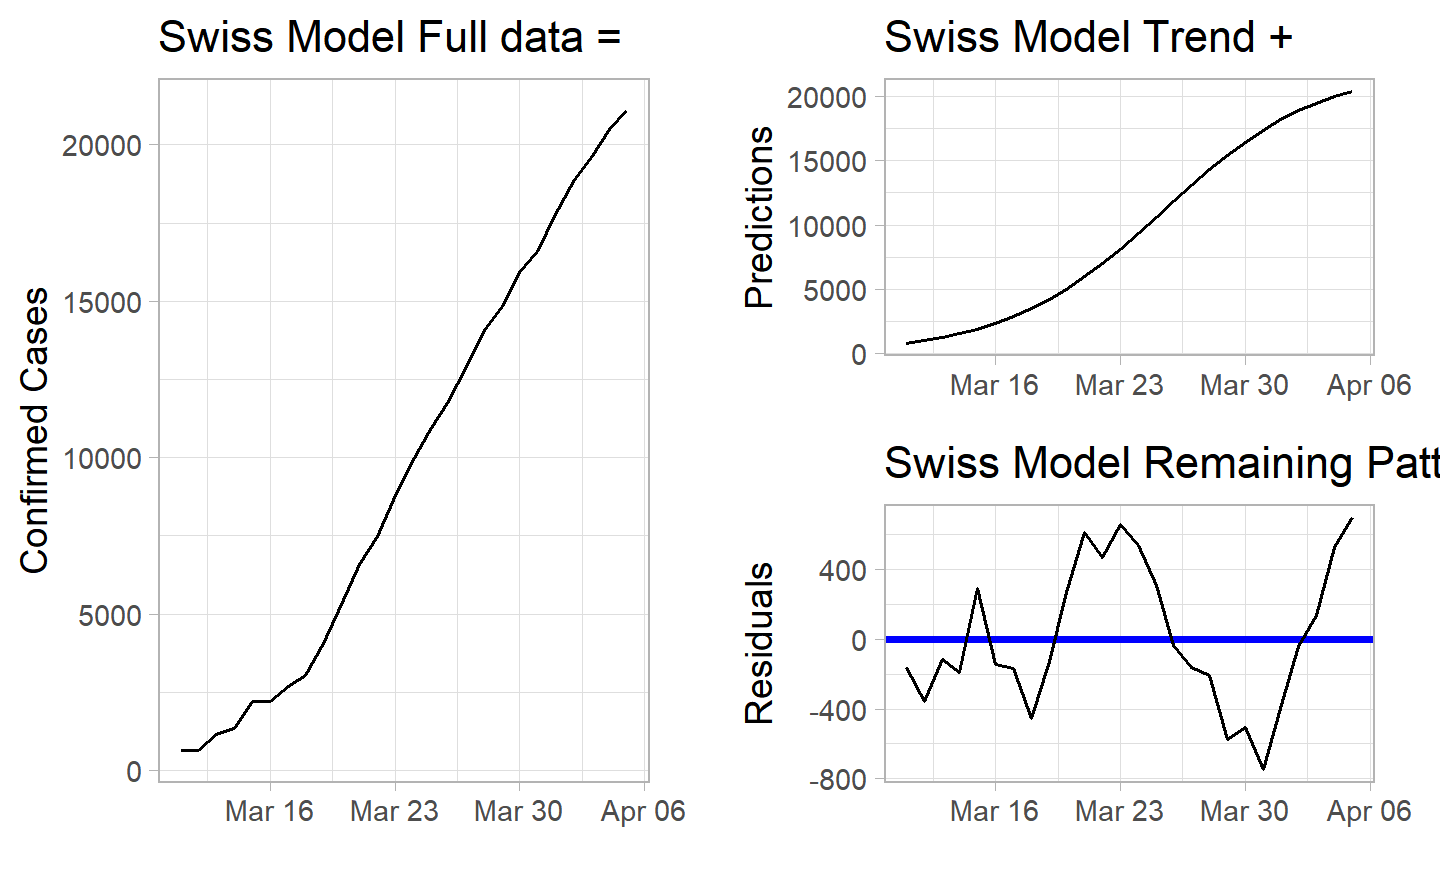 Swiss Model Full data =
Confirmed Cases
20000
15000
10000
5000
0
Mar 16 Mar 23 Mar 30 Apr 06
Swiss Model Trend +
Predictions
20000
15000
10000
5000
0
Mar 16 Mar 23 Mar 30 Apr 06
Swiss Model Remaining Patt
Residuals
400
0
-400
-800
Mar 16 Mar 23 Mar 30 Apr 06